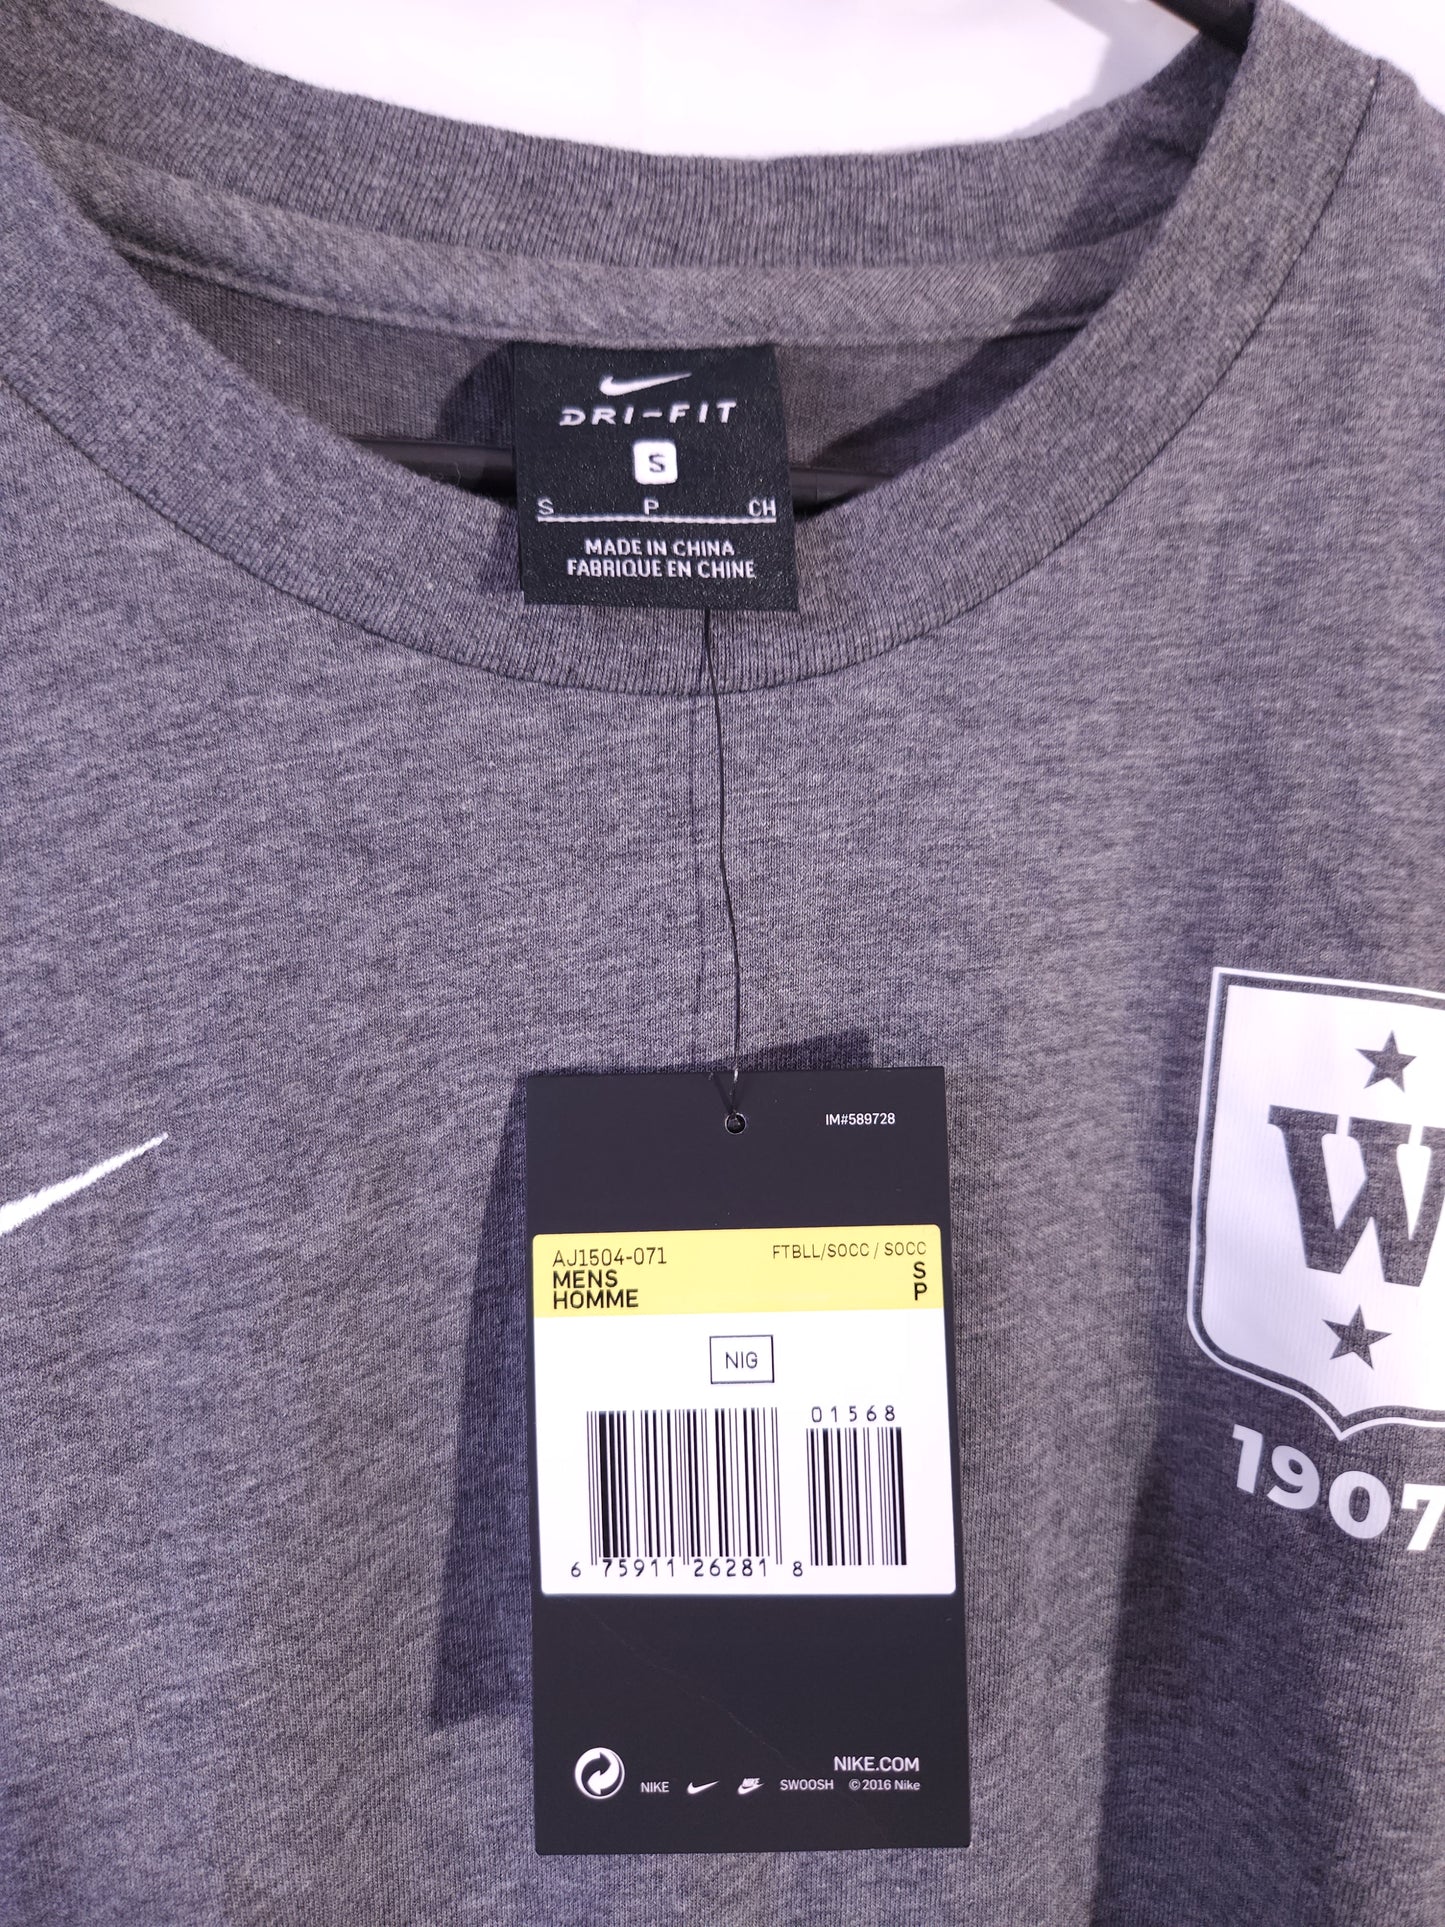 DRI-FIT
S
S P CH
MADE IN CHINA
FABRIQUE EN CHINE
IM#589728
AJ1504-071 FTBLL/SOCC / SOCC
MENS S
HOMME P
NIG
01568
6 75911 26281 8
NIKE.COM
NIKE NIKE SWOOSH © 2016 Nike
W
1907